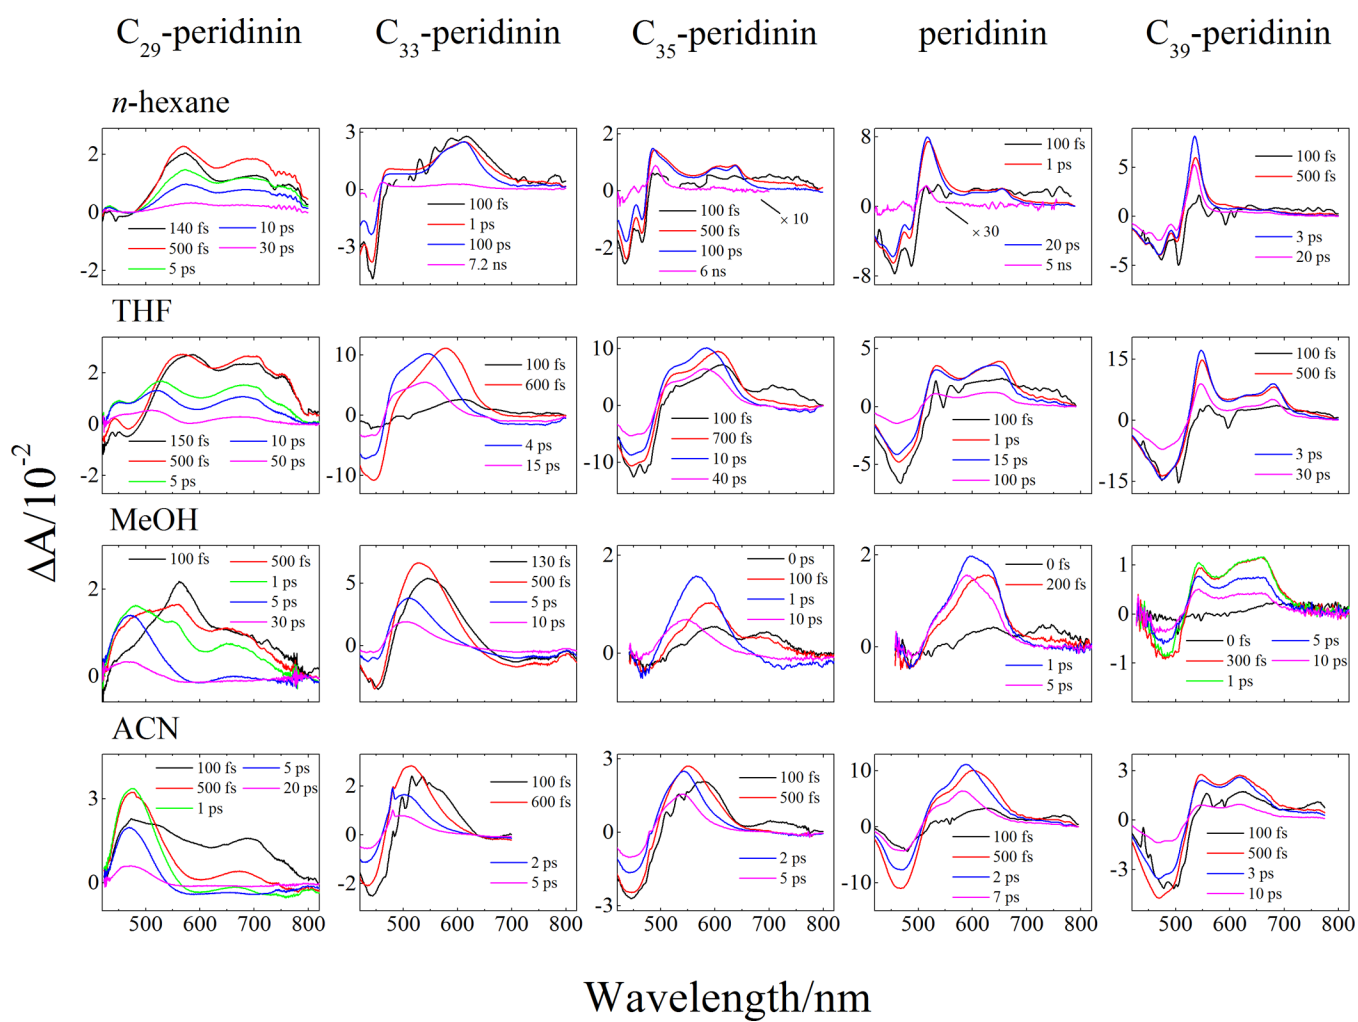 C29-peridinin C33-peridinin C35-peridinin peridinin C39-peridinin
n-hexane
2 0 -2
140 fs 500 fs 5 ps 10 ps 30 ps
3 0 -3
100 fs 1 ps 100 ps 7.2 ns
2 0 -2
100 fs 500 fs 100 ps 6 ns × 10
8 0 -8
100 fs 1 ps 20 ps 5 ns × 30
5 0 -5
100 fs 500 fs 3 ps 20 ps
THF
2 0 -2
150 fs 500 fs 5 ps 10 ps 50 ps
10 0 -10
100 fs 600 fs 4 ps 15 ps
10 0 -10
100 fs 700 fs 10 ps 40 ps
5 0 -5
100 fs 1 ps 15 ps 100 ps
15 0 -15
100 fs 500 fs 3 ps 30 ps
MeOH
2 0
100 fs 500 fs 1 ps 5 ps 30 ps
5 0
130 fs 500 fs 5 ps 10 ps
2 0
0 ps 100 fs 1 ps 10 ps
2 0
0 fs 200 fs 1 ps 5 ps
1 0 -1
0 fs 300 fs 1 ps 5 ps 10 ps
ACN
3 0
100 fs 500 fs 1 ps 5 ps 20 ps
2 0 -2
100 fs 600 fs 2 ps 5 ps
3 0 -3
100 fs 500 fs 2 ps 5 ps
10 0 -10
100 fs 500 fs 2 ps 7 ps
3 0 -3
100 fs 500 fs 3 ps 10 ps
500 600 700 800 500 600 700 800 500 600 700 800 500 600 700 800 500 600 700 800
ΔA/10-2
Wavelength/nm